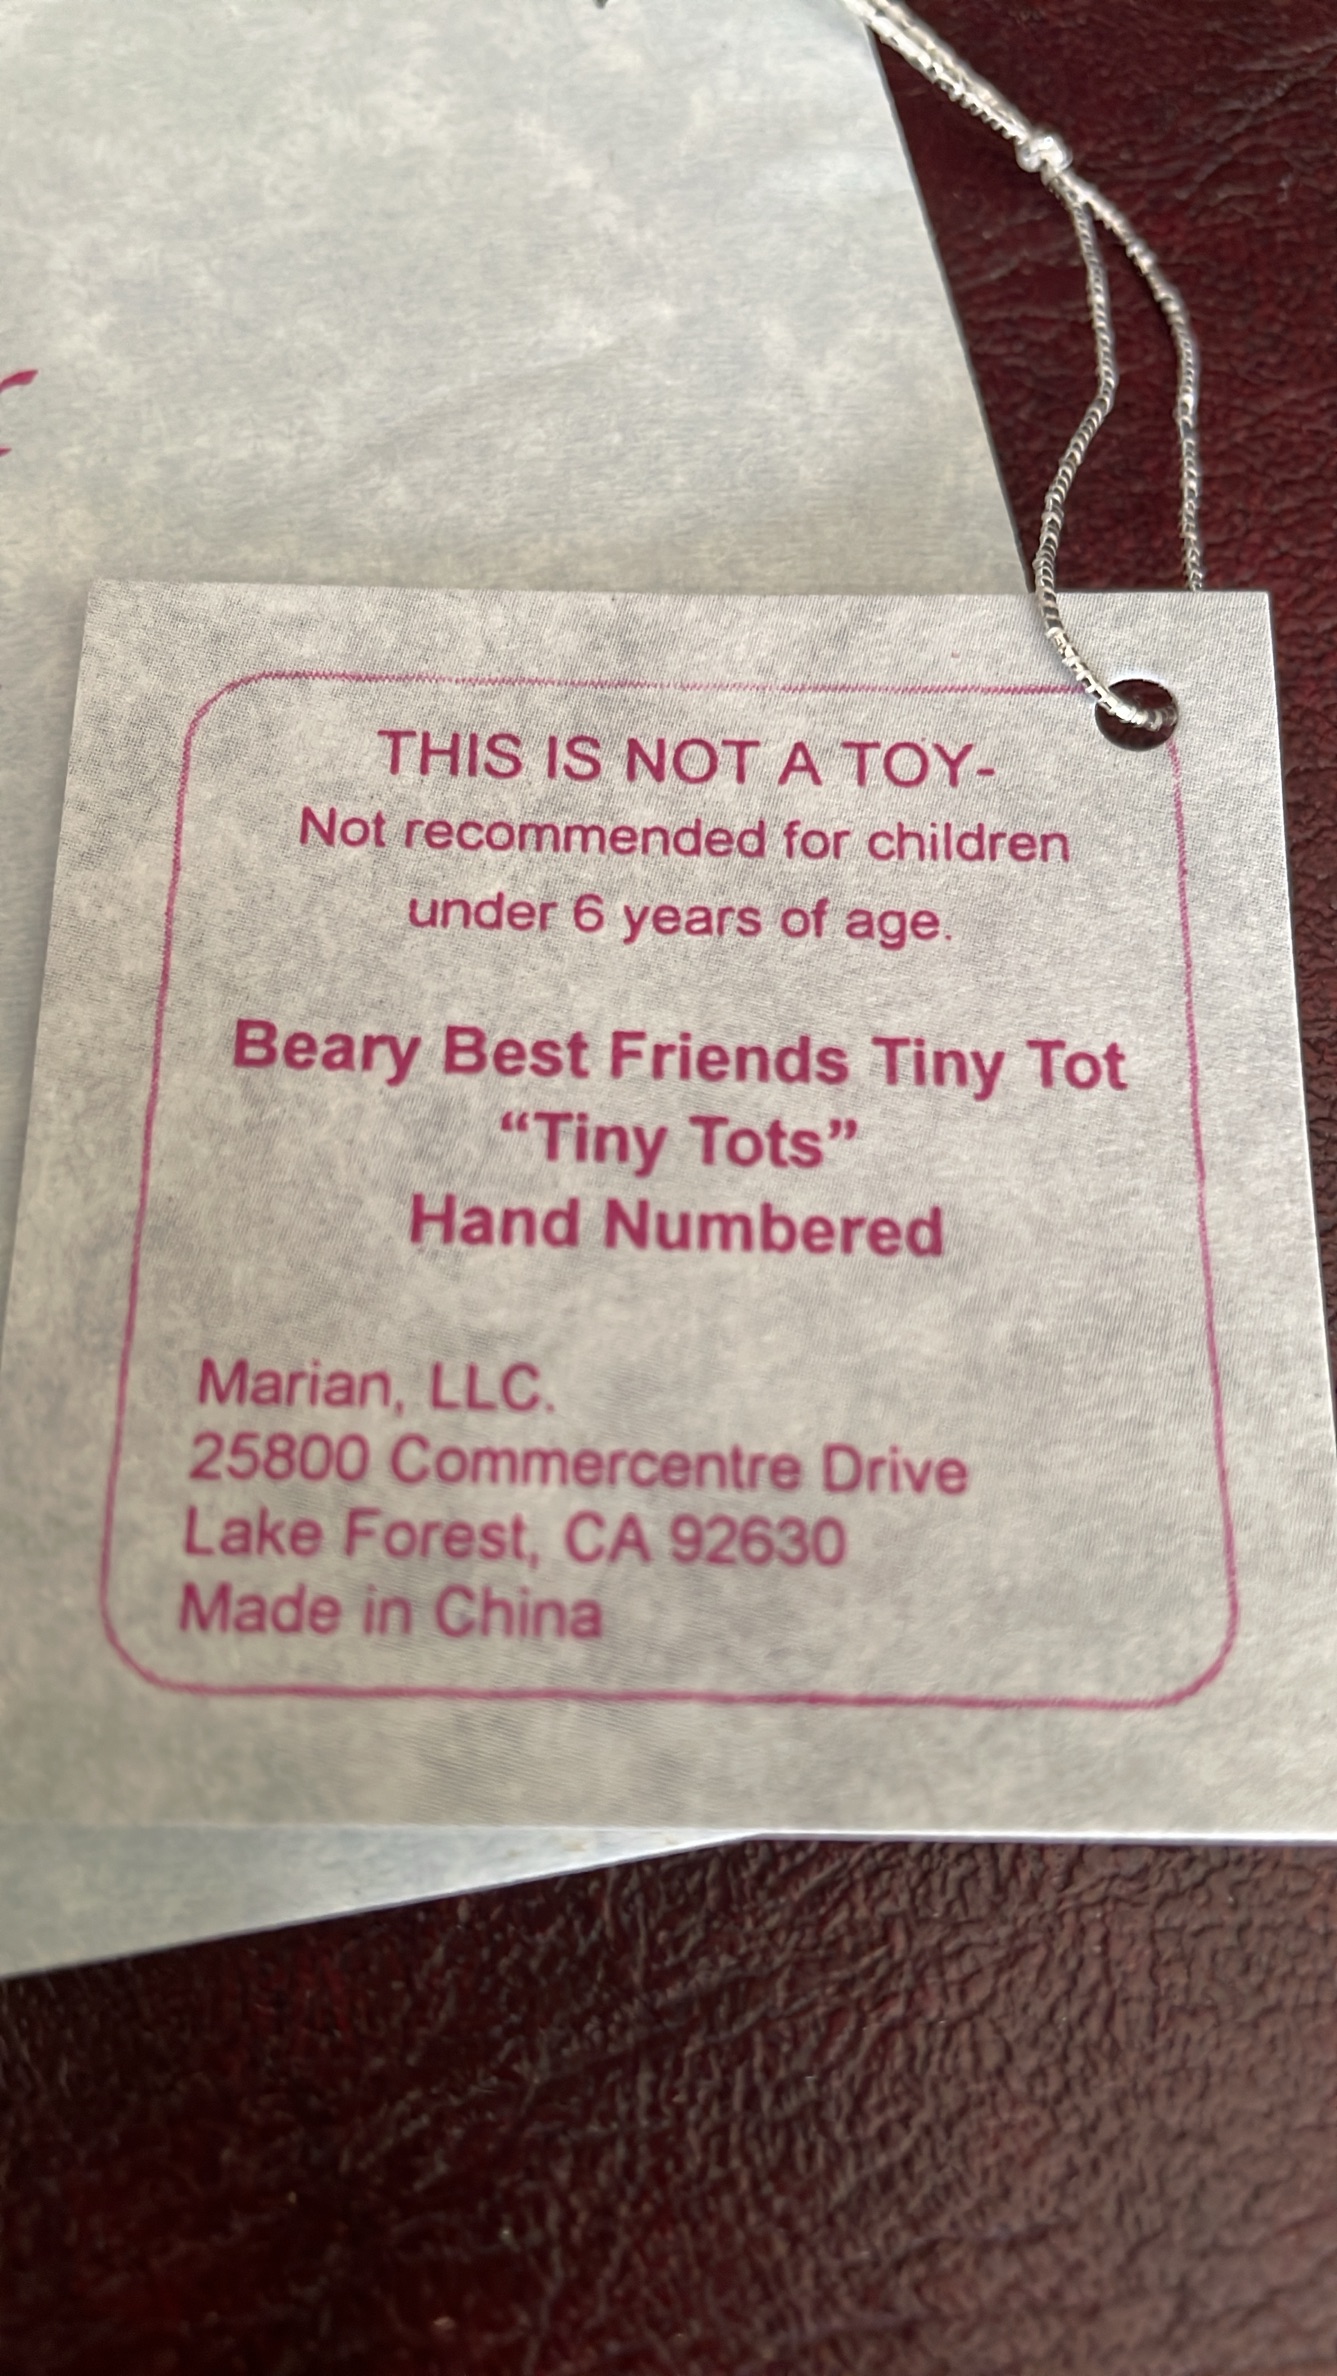 THIS IS NOT A TOY-
Not recommended for children
under 6 years of age.
Beary Best Friends Tiny Tot
“Tiny Tots”
Hand Numbered
Marian, LLC.
25800 Commercentre Drive
Lake Forest, CA 92630
Made in China